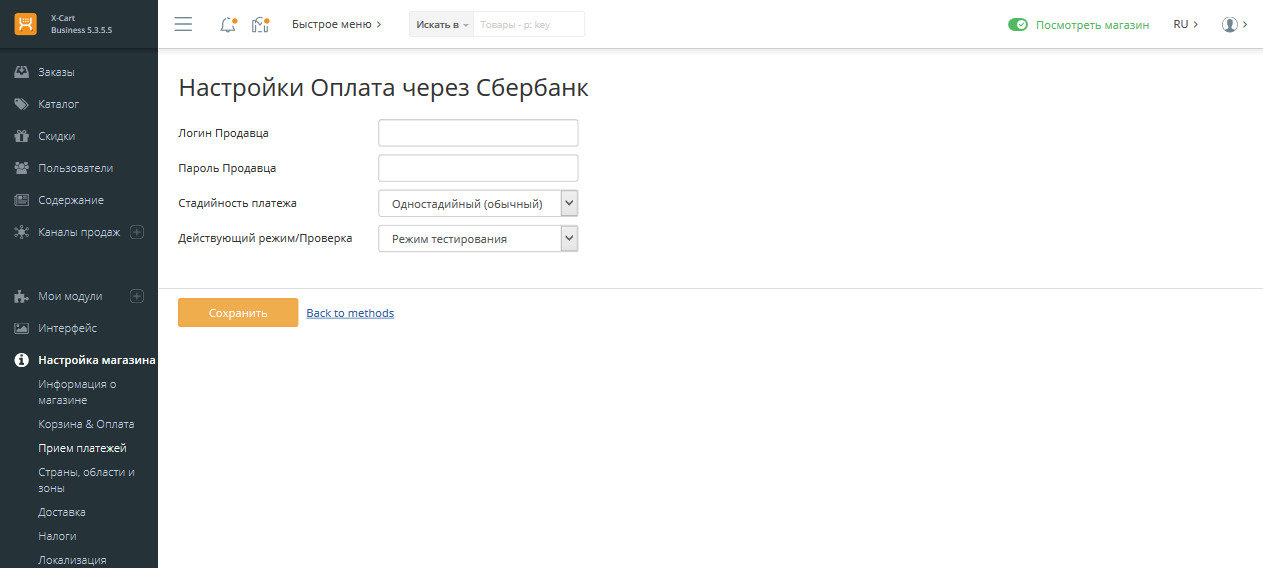 X-Cart
Business 5.3.5.5
Быстрое меню
Искать в
Товары - p: key
Посмотреть магазин
RU
Заказы
Каталог
Скидки
Пользователи
Содержание
Каналы продаж
Мои модули
Интерфейс
Настройка магазина
Информация о
магазине
Корзина & Оплата
Прием платежей
Страны, области и
зоны
Доставка
Налоги
Локализация
Настройки Оплата через Сбербанк
Логин Продавца
Пароль Продавца
Стадийность платежа
Одностадийный (обычный)
Действующий режим/Проверка
Режим тестирования
Сохранить
Back to methods